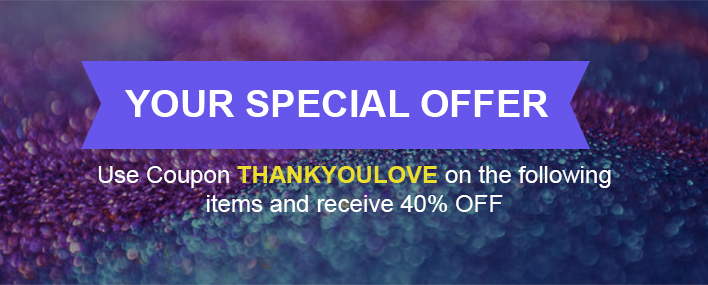 YOUR SPECIAL OFFER
Use Coupon THANKYOULOVE on the following
items and receive 40% OFF